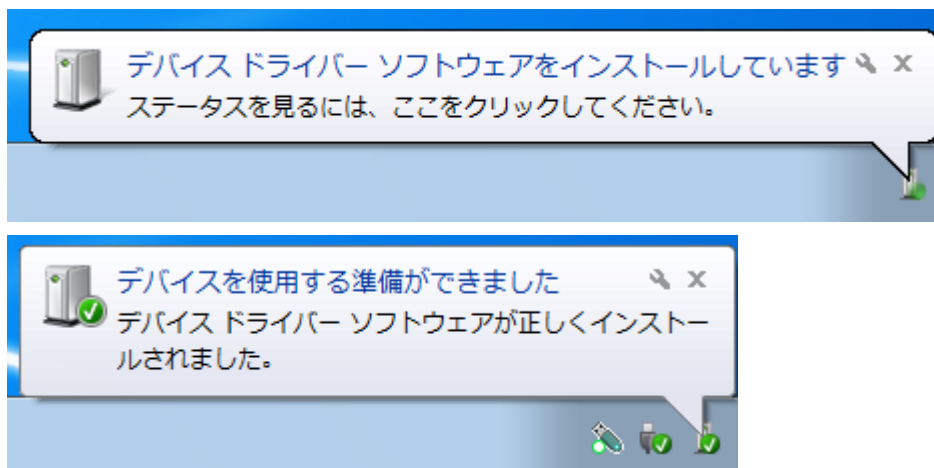 デバイス ドライバー ソフトウェアをインストールしています
ステータスを見るには、ここをクリックしてください。
デバイスを使用する準備ができました
デバイス ドライバー ソフトウェアが正しくインストー
ルされました。